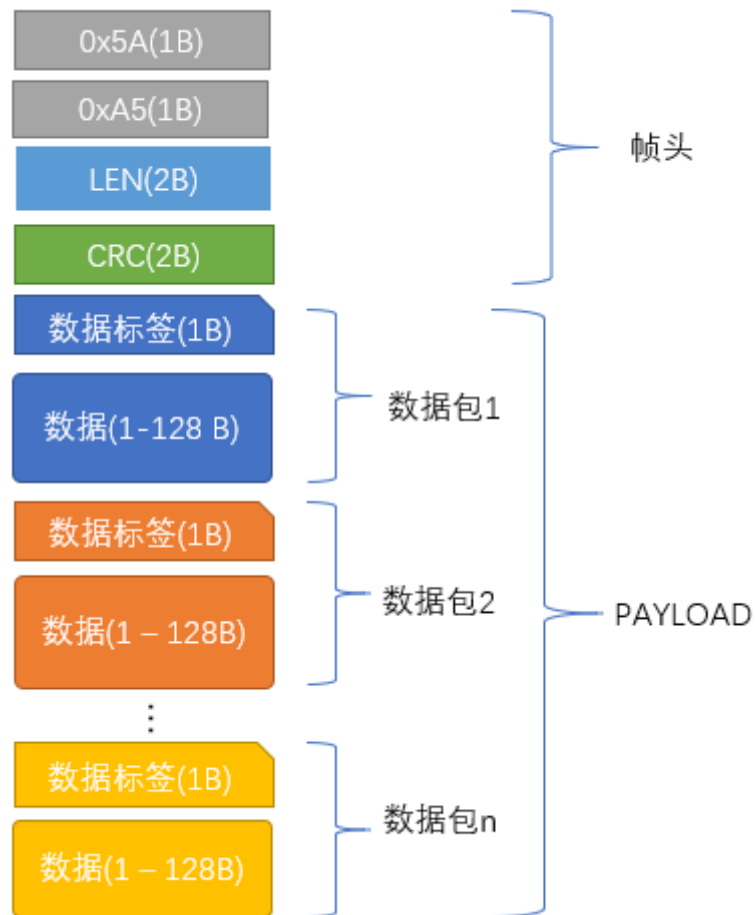 0x5A(1B)
0xA5(1B)
LEN(2B)
CRC(2B)
帧头
数据标签(1B)
数据(1-128 B)
数据包1
数据标签(1B)
数据(1 – 128B)
数据包2
PAYLOAD
⋮
数据标签(1B)
数据(1 – 128B)
数据包n